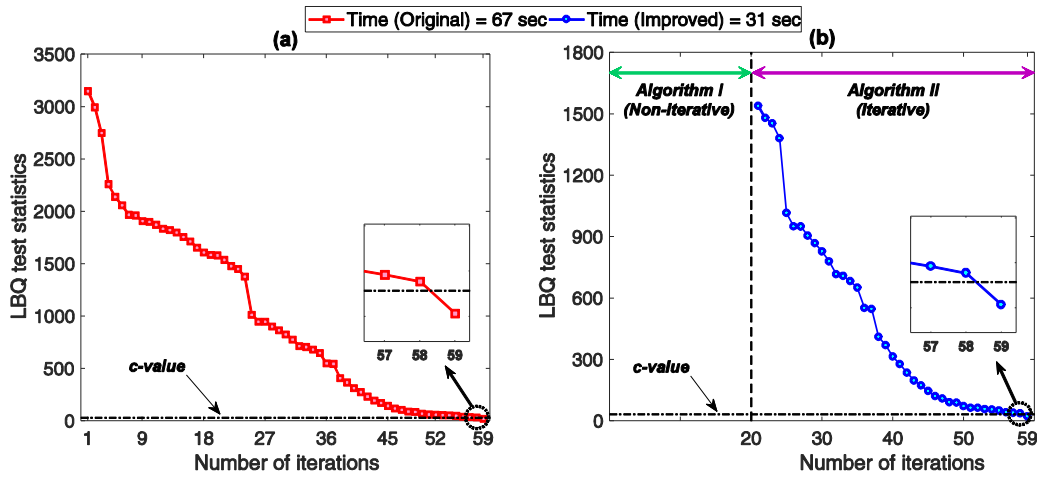 Time (Original) = 67 sec Time (Improved) = 31 sec
(a)
3500
3000
2500
2000
1500
1000
500
0
LBQ test statistics
c-value
57 58 59
1 9 18 27 36 45 52 59
Number of iterations
(b)
1800
1500
1200
900
600
300
0
LBQ test statistics
Algorithm I
(Non-iterative)
Algorithm II
(Iterative)
c-value
57 58 59
20 30 40 50 59
Number of iterations